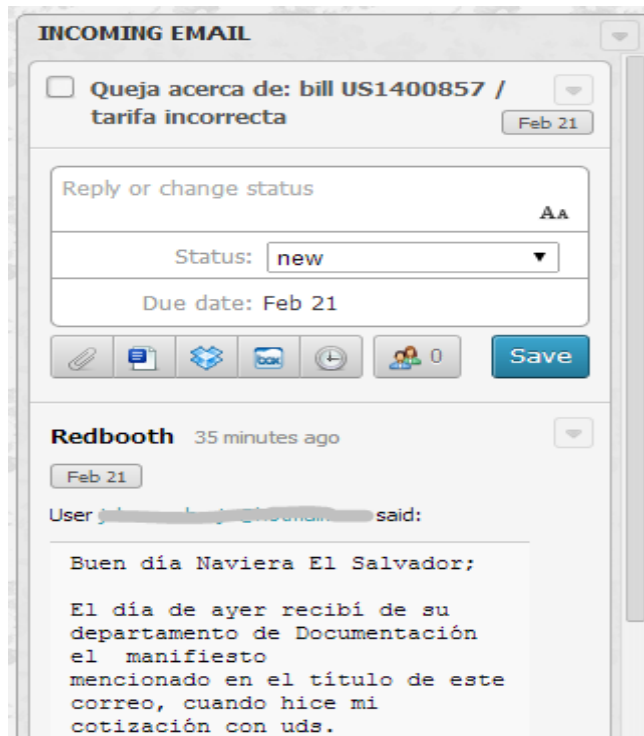 INCOMING EMAIL
Queja acerca de: bill US1400857 /
tarifa incorrecta
Feb 21
Reply or change status
AA
Status: new
Due date: Feb 21
box
0
Save
Redbooth 35 minutes ago
Feb 21
User said:
Buen día Naviera El Salvador;
El día de ayer recibí de su
departamento de Documentación
el manifiesto
mencionado en el título de este
correo, cuando hice mi
cotización con uds.